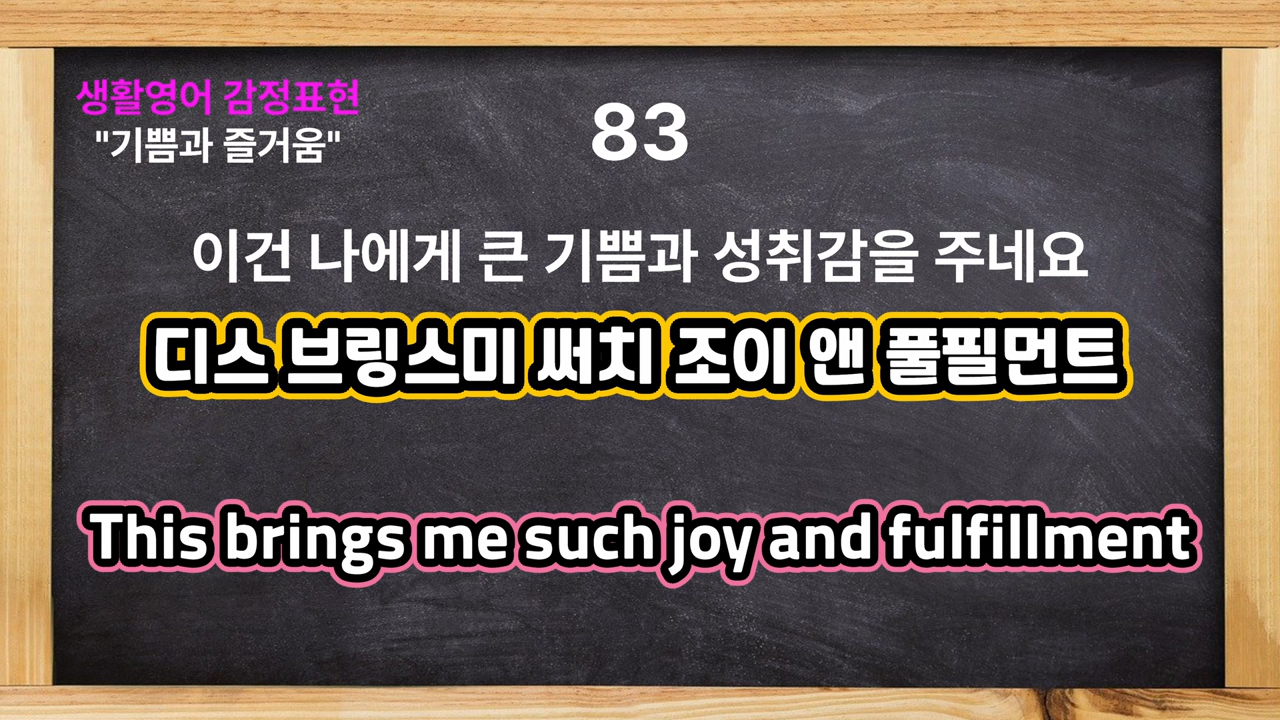 생활영어 감정표현
"기쁨과 즐거움"
83
이건 나에게 큰 기쁨과 성취감을 주네요
디스 브링스미 써치 조이 앤 풀필먼트
This brings me such joy and fulfillment